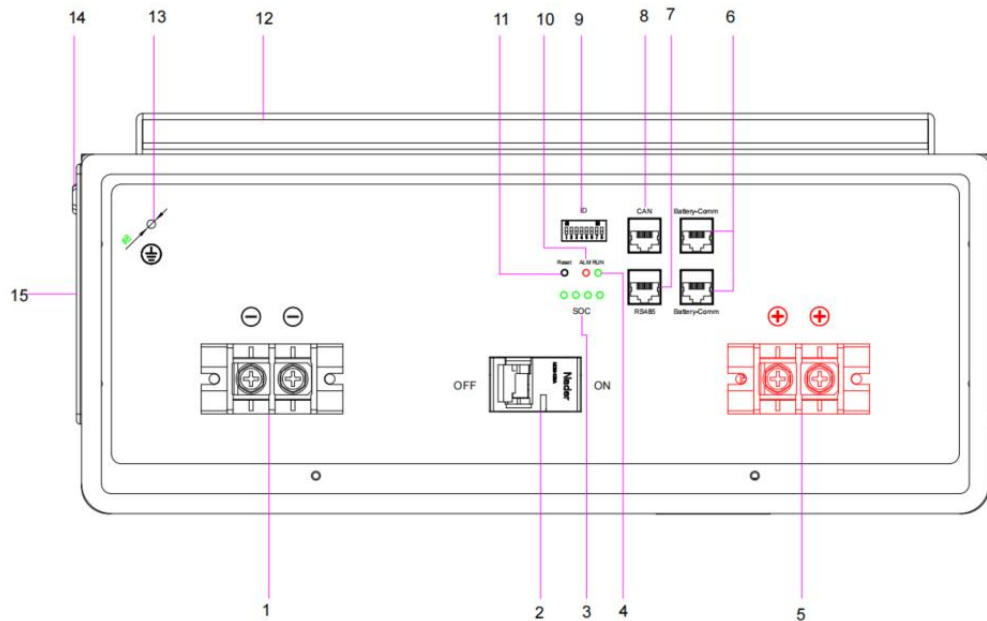 14 13 12 11 10 9 8 7 6
ID CAN Battery-Comm
Reset ALM RUN
15
SOC RS485 Battery-Comm
OFF Nader ON
1 2 3 4 5